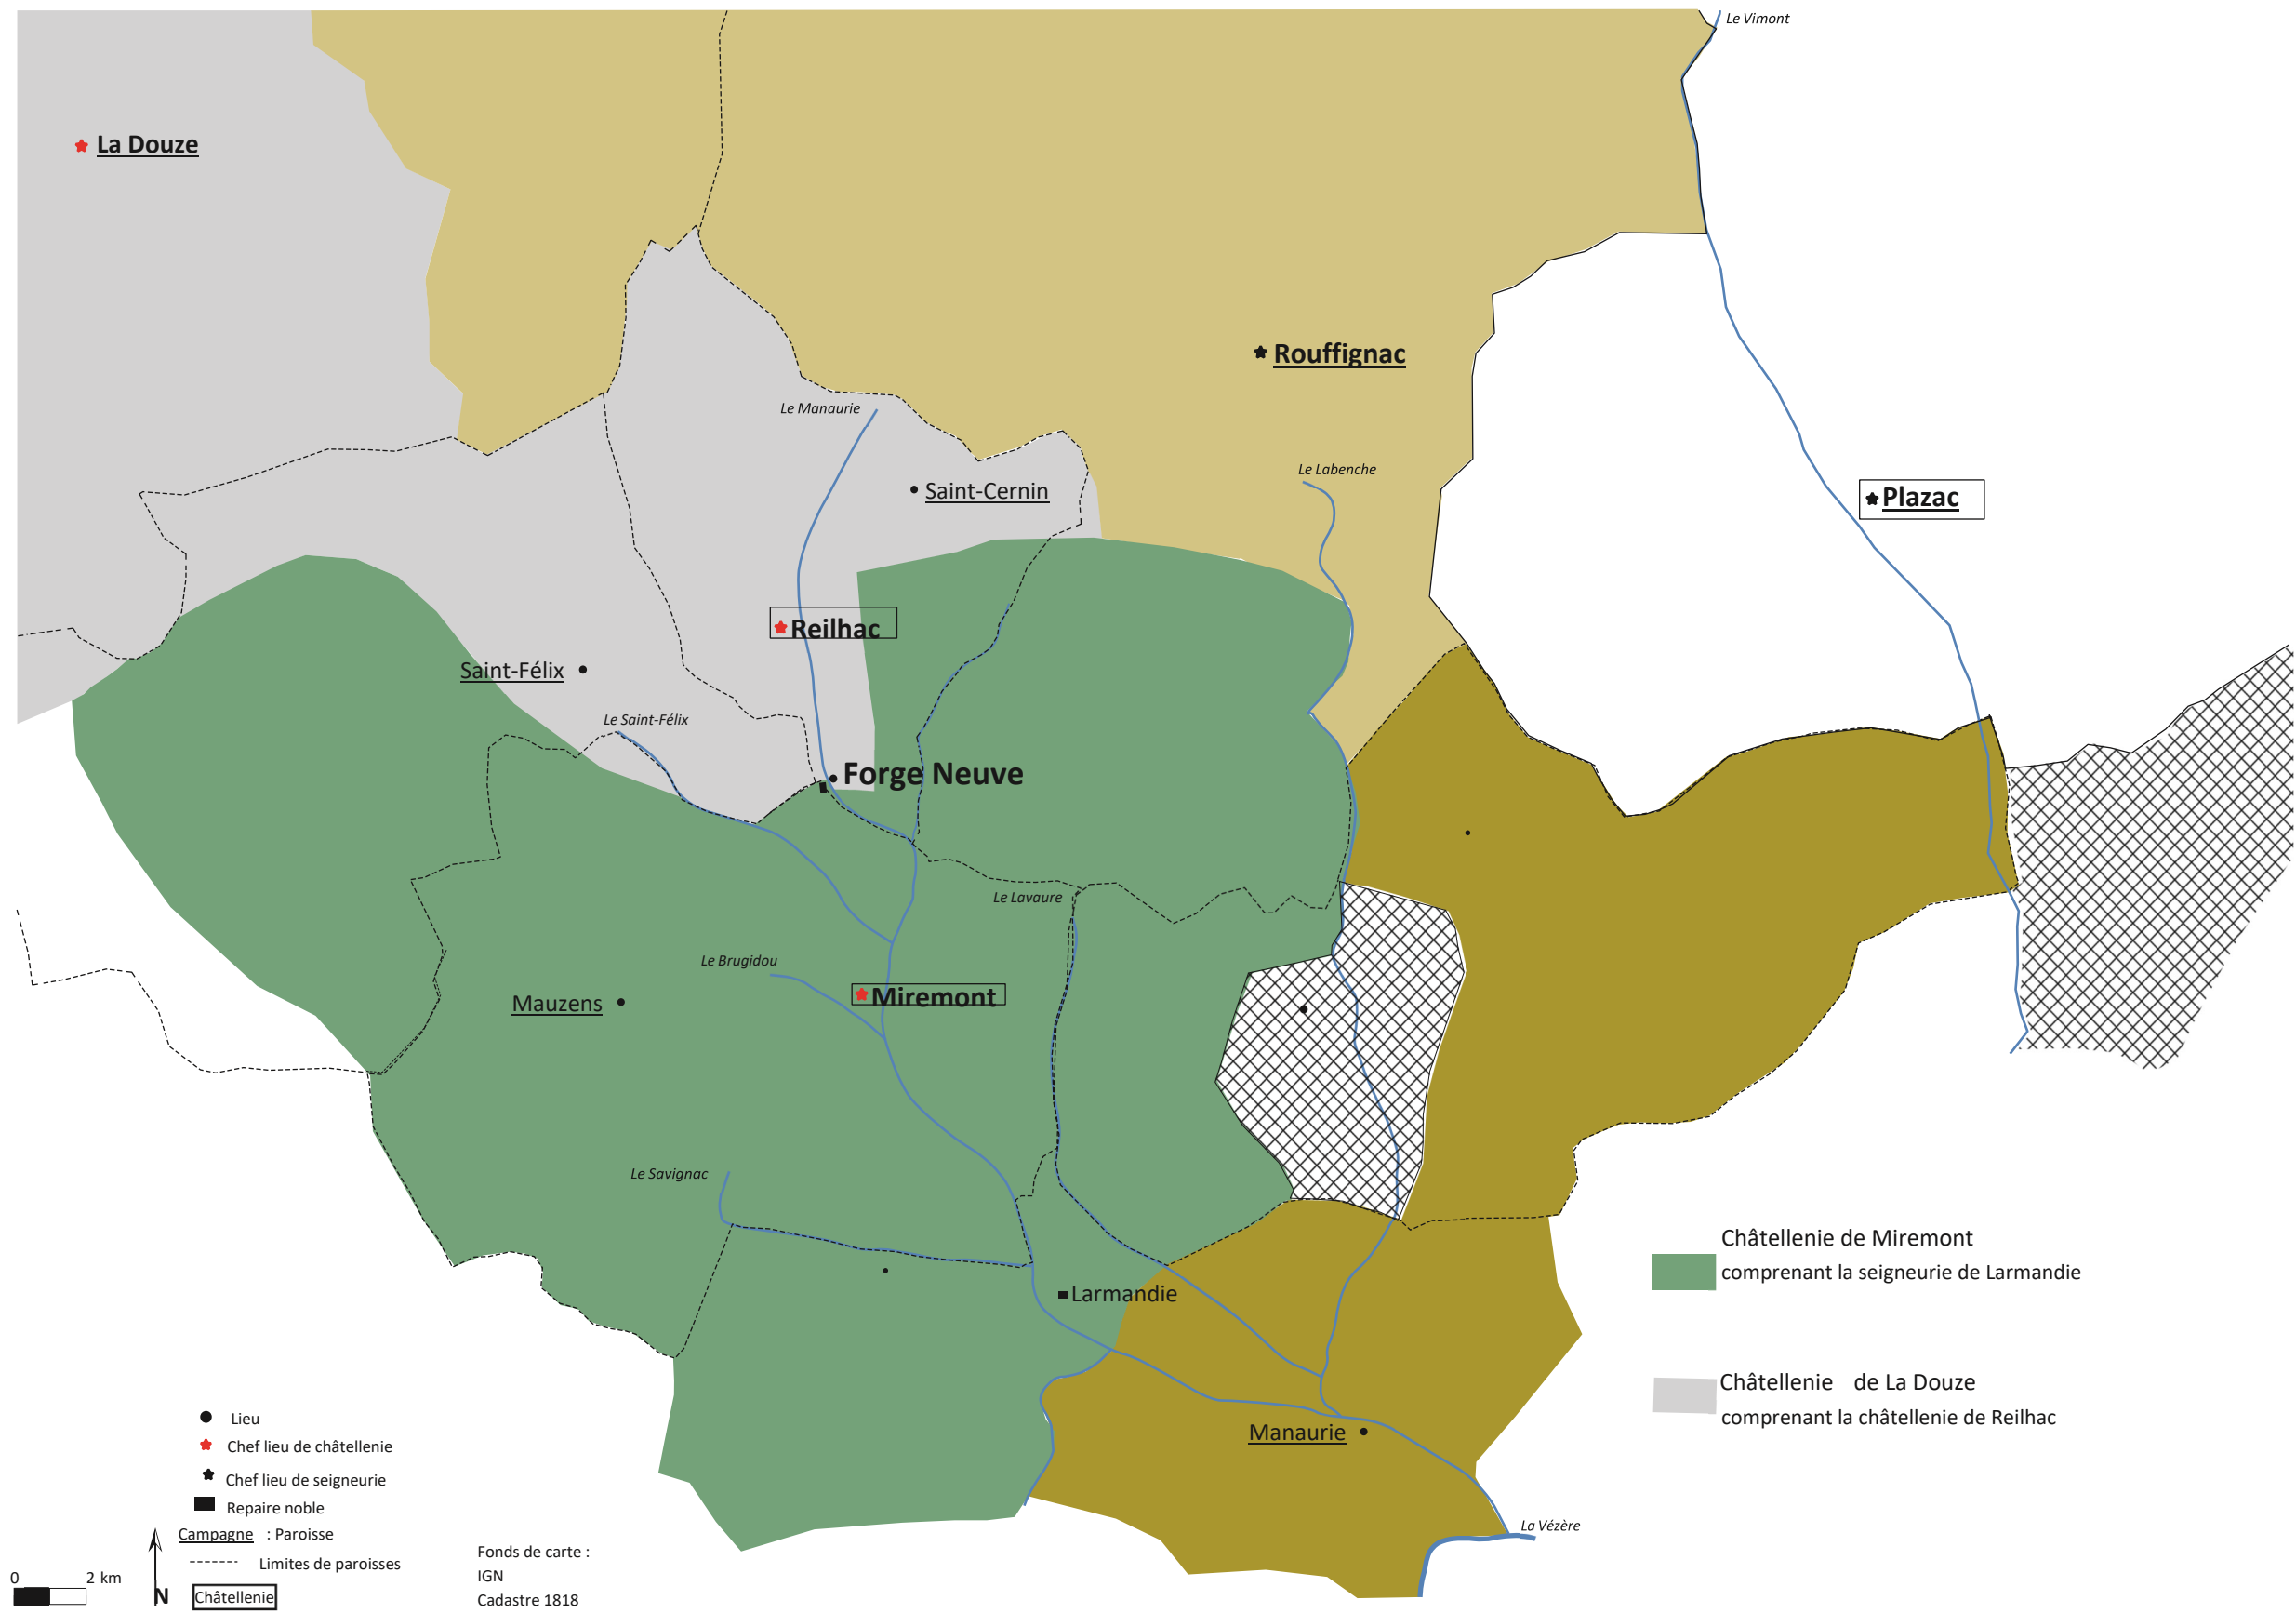 Le Vimont
La Douze
Rouffignac
Le Manaurie
Le Labenche
Saint-Cernin
Plazac
Reilhac
Saint-Félix
Le Saint-Félix
Forge Neuve
Le Lavaure
Le Brugidou
Mauzens
Miremont
Le Savignac
Larmandie
Manaurie
La Vézère
Châtellenie de Miremont
comprenant la seigneurie de Larmandie
Châtellenie de La Douze
comprenant la châtellenie de Reilhac
Lieu
Chef lieu de châtellenie
Chef lieu de seigneurie
Repaire noble
Campagne : Paroisse
Limites de paroisses
Châtellenie
0 2 km
N
Fonds de carte :
IGN
Cadastre 1818